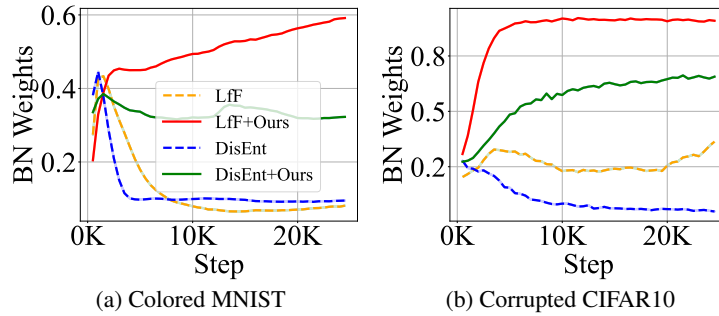 0.6
0.4
0.2
BN Weights
LfF
LfF+Ours
DisEnt
DisEnt+Ours
0K 10K 20K
Step
(a) Colored MNIST
0.8
0.5
0.2
BN Weights
0K 10K 20K
Step
(b) Corrupted CIFAR10